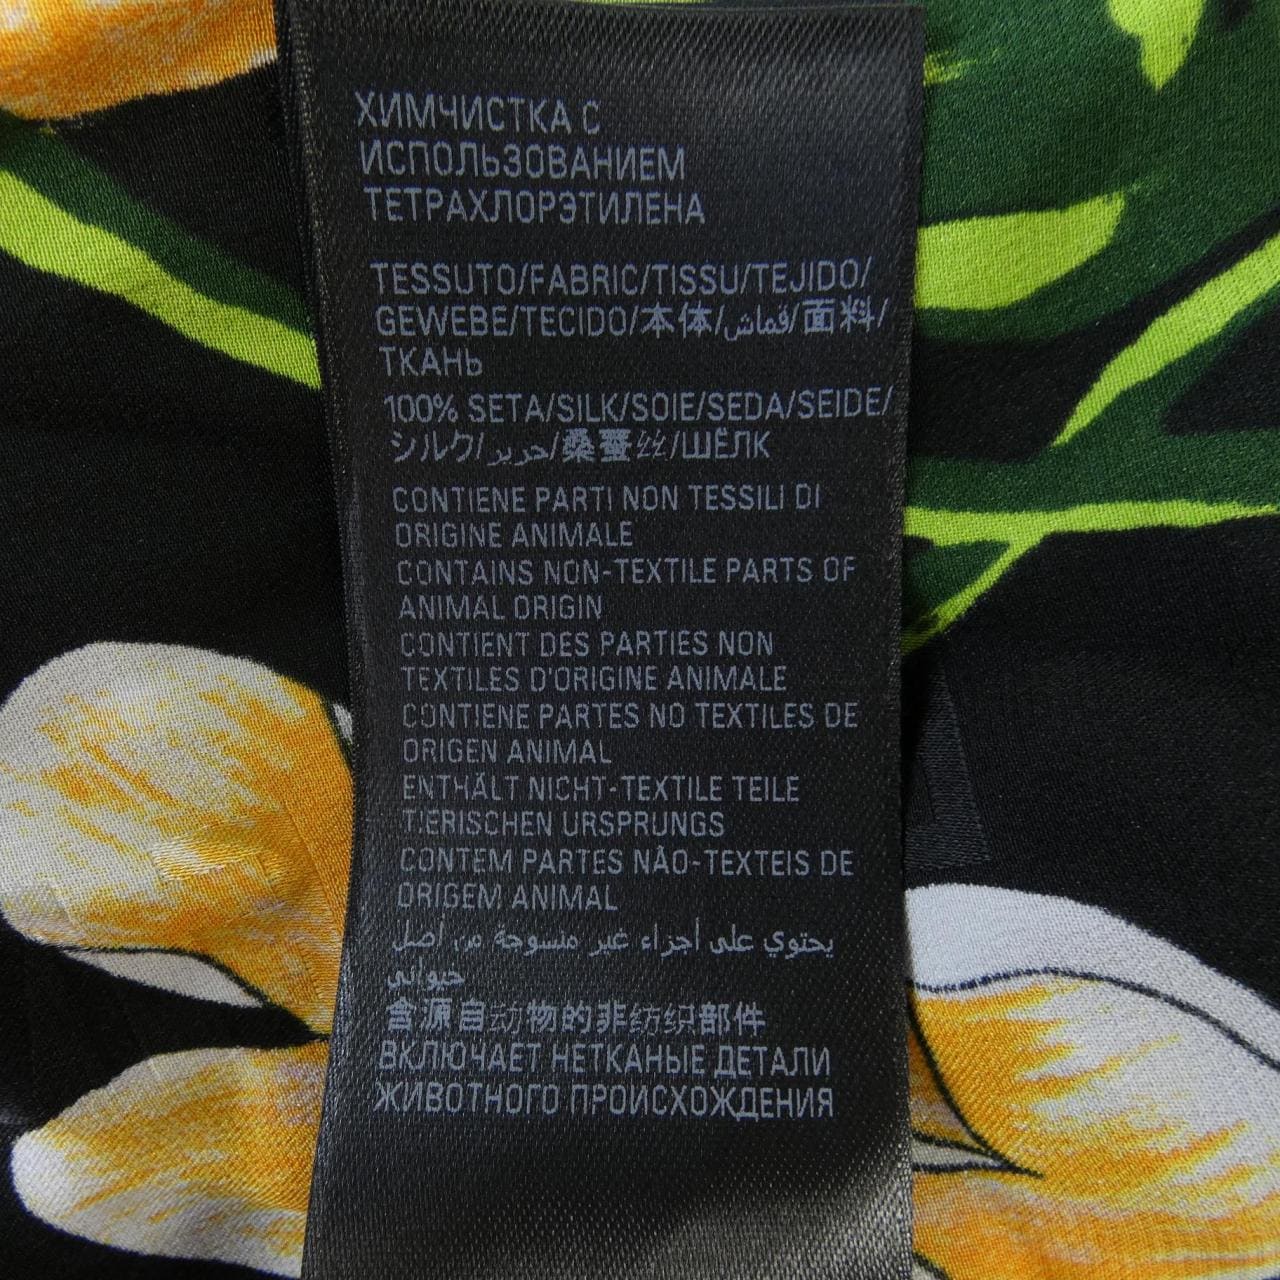 ХИМЧИСТКА С
ИСПОЛЬЗОВАНИЕМ
ТЕТРАХЛОРЭТИЛЕНА
TESSUTO/FABRIC/TISSU/TEJIDO/
GEWEBE/TECIDO/本体/قماش/面料/
ТКАНЬ
100% SETA/SILK/SOIE/SEDA/SEIDE/
シルク/حرير/桑蚕丝/ШЁЛК
CONTIENE PARTI NON TESSILI DI
ORIGINE ANIMALE
CONTAINS NON-TEXTILE PARTS OF
ANIMAL ORIGIN
CONTIENT DES PARTIES NON
TEXTILES D'ORIGINE ANIMALE
CONTIENE PARTES NO TEXTILES DE
ORIGEN ANIMAL
ENTHÄLT NICHT-TEXTILE TEILE
TIERISCHEN URSPRUNGS
CONTEM PARTES NÃO-TEXTEIS DE
ORIGEM ANIMAL
يحتوي على أجزاء غير منسوجة من أصل
حيواني
含源自动物的非纺织部件
ВКЛЮЧАЕТ НЕТКАНЫЕ ДЕТАЛИ
ЖИВОТНОГО ПРОИСХОЖДЕНИЯ